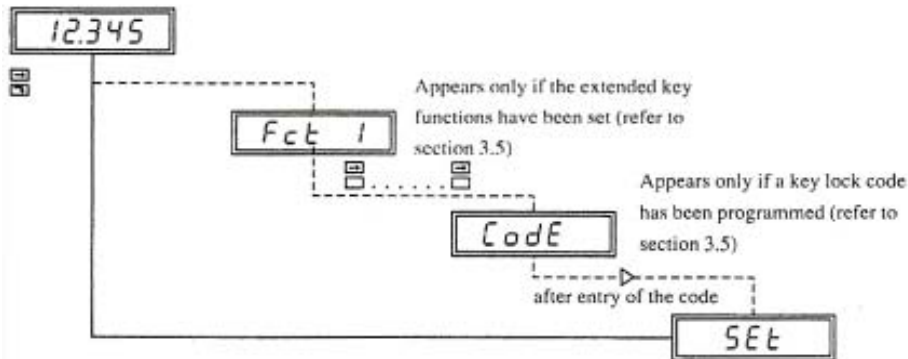 12.345
Appears only if the extended key
functions have been set (refer to
section 3.5)
Fct 1
Appears only if a key lock code
has been programmed (refer to
section 3.5)
CodE
after entry of the code
SEt